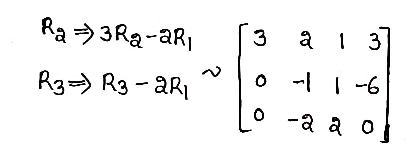 R2 ⇒ 3R2-2R1
R3 ⇒ R3 - 2R1 ~
3 2 1 3
0 -1 1 -6
0 -2 2 0